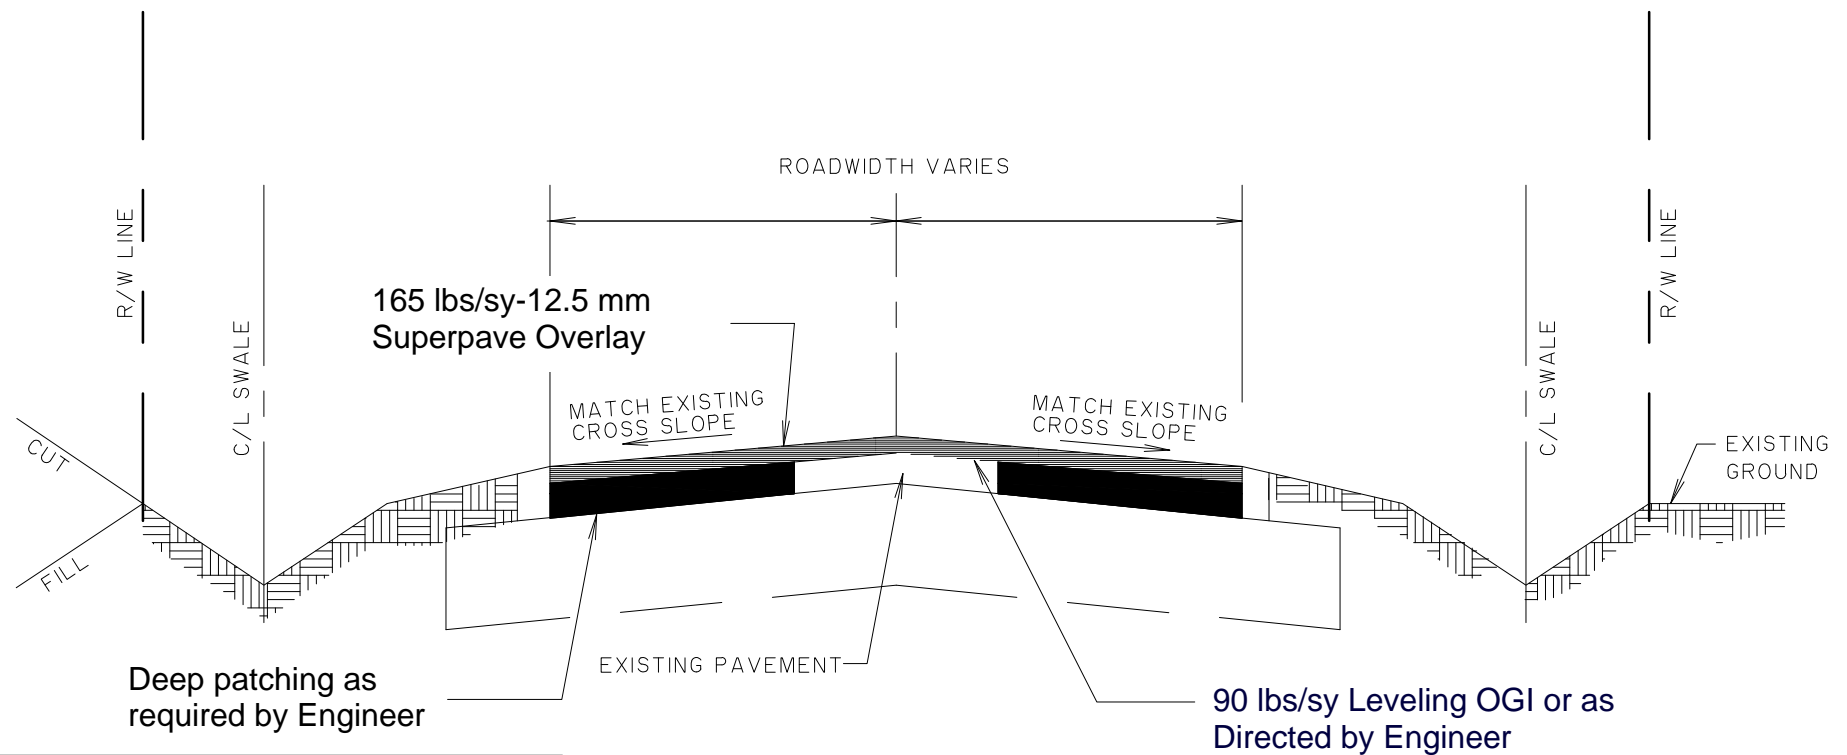 ROADWIDTH VARIES
R/W LINE
R/W LINE
165 lbs/sy-12.5 mm
Superpave Overlay
C/L SWALE
C/L SWALE
MATCH EXISTING
CROSS SLOPE
MATCH EXISTING
CROSS SLOPE
CUT
EXISTING
GROUND
FILL
EXISTING PAVEMENT
Deep patching as
required by Engineer
90 lbs/sy Leveling OGI or as
Directed by Engineer